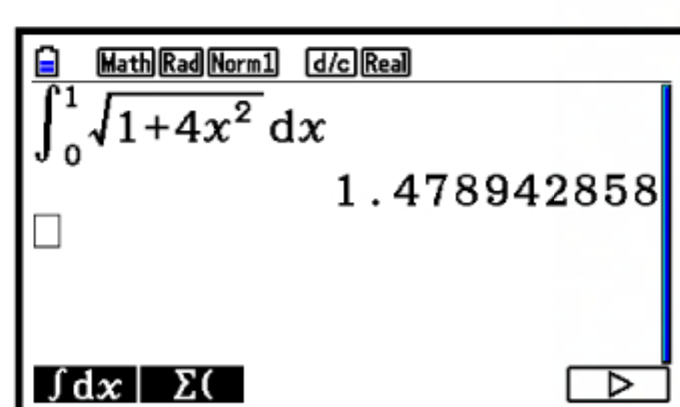 Math Rad Norm1 d/c Real
∫₀¹√(1+4x²) dx
1.478942858
∫dx Σ( ▷